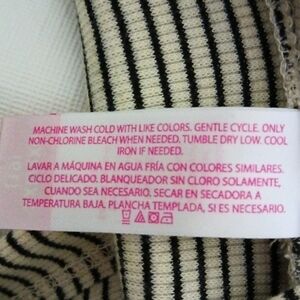 MACHINE WASH COLD WITH LIKE COLORS. GENTLE CYCLE. ONLY
NON-CHLORINE BLEACH WHEN NEEDED. TUMBLE DRY LOW. COOL
IRON IF NEEDED.
LAVAR A MÁQUINA EN AGUA FRÍA CON COLORES SIMILARES.
CICLO DELICADO. BLANQUEADOR SIN CLORO SOLAMENTE,
CUANDO SEA NECESARIO. SECAR EN SECADORA A
TEMPERATURA BAJA, PLANCHA TEMPLADA, SI ES NECESARIO.